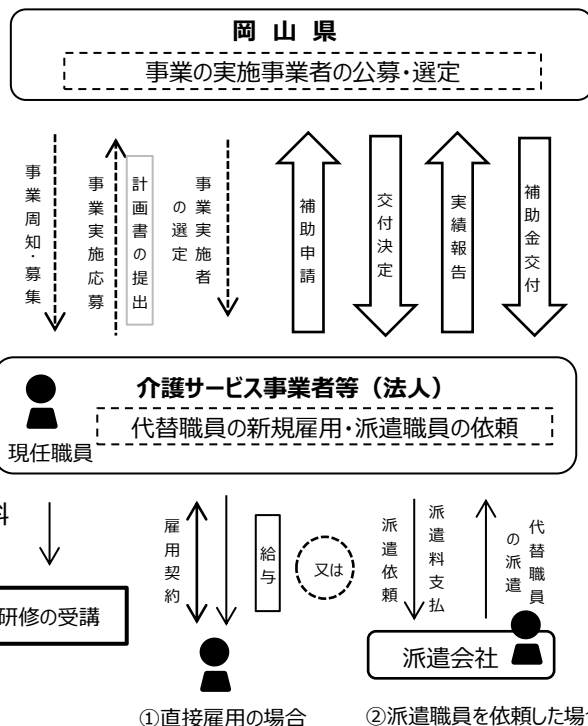 岡山県
事業の実施事業者の公募・選定
事業周知・募集
事業実施応募
計画書の提出
事業実施者
の選定
補助申請
交付決定
実績報告
補助金交付
介護サービス事業者等（法人）
代替職員の新規雇用・派遣職員の依頼
現任職員
料
研修の受講
雇用契約
給与
又は
派遣依頼
派遣料支払
代替職員
の派遣
派遣会社
①直接雇用の場合
②派遣職員を依頼した場合